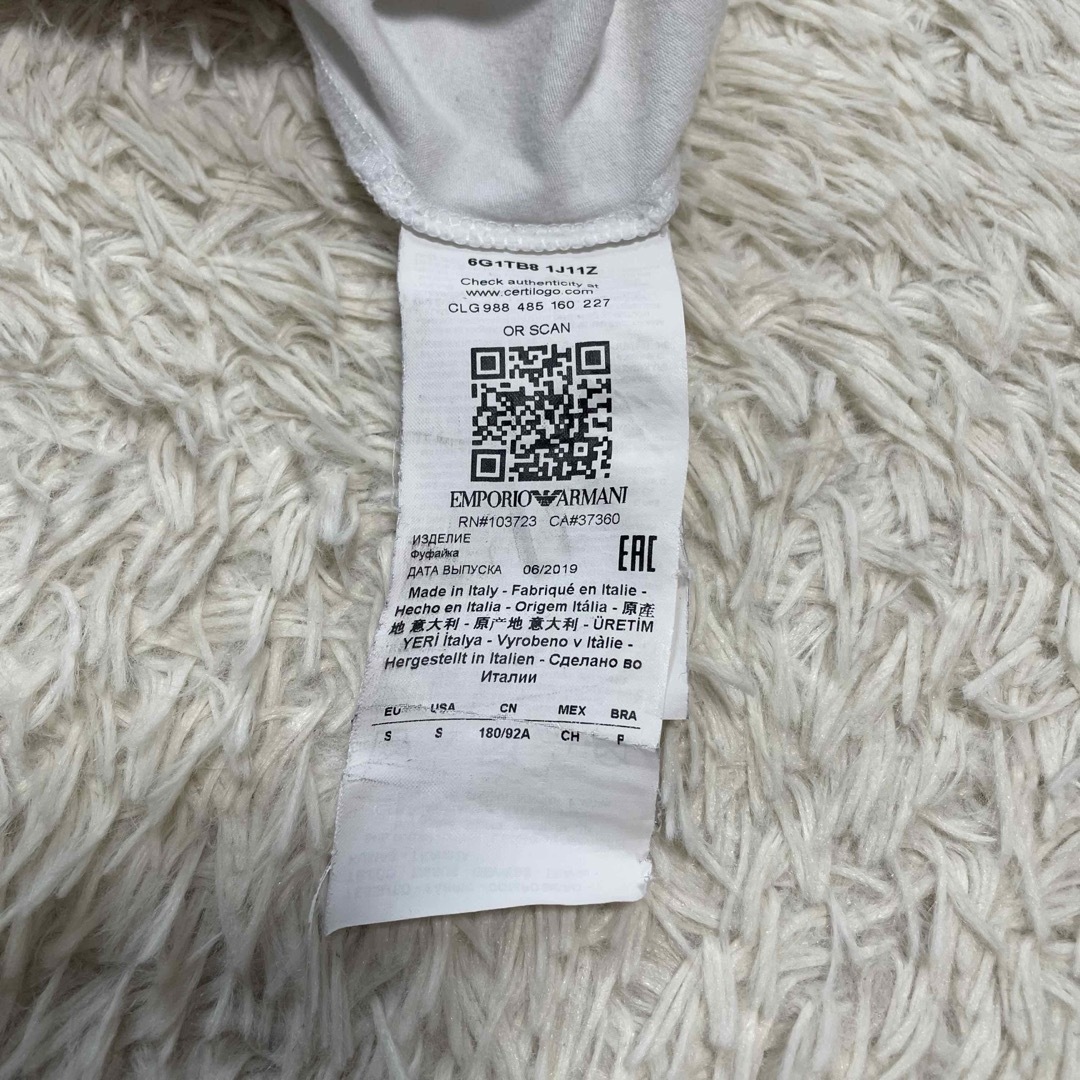 6G1TB8 1J11Z
Check authenticity at
www.certilogo.com
CLG 988 485 160 227
OR SCAN
EMPORIO ARMANI
RN#103723 CA#37360
ИЗДЕЛИЕ
Фуфайка
ДАТА ВЫПУСКА 06/2019
EAC
Made in Italy - Fabriqué en Italie -
Hecho en Italia - Origem Itália - 原產
地 意大利 - 原产地 意大利 - ÜRETİM
YERİ İtalya - Vyrobeno v Itàlie -
Hergestellt in Italien - Сделано во
Италии
EU USA CN MEX BRA
S S 180/92A CH P